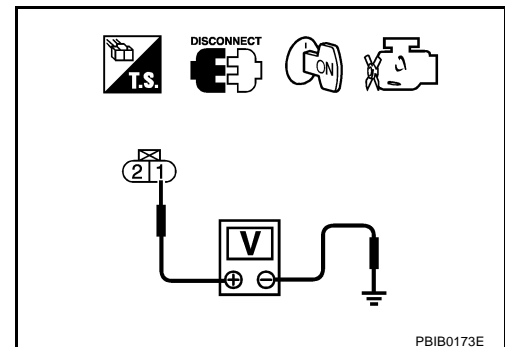 DISCONNECT
T.S.
ON
2 1
V
+ −
PBIB0173E